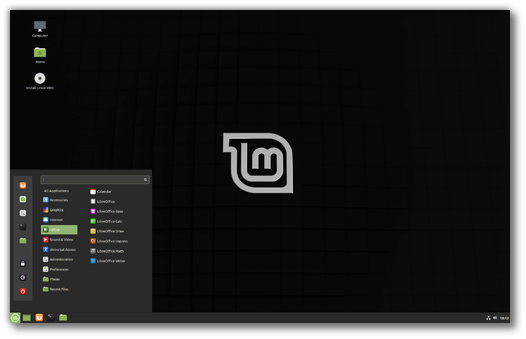 Computer
Home
Install Linux Mint
All Applications
Accessories
Graphics
Internet
Office
Sound & Video
Universal Access
Administration
Preferences
Places
Recent Files
Calendar
LibreOffice
LibreOffice Base
LibreOffice Calc
LibreOffice Draw
LibreOffice Impress
LibreOffice Math
LibreOffice Writer